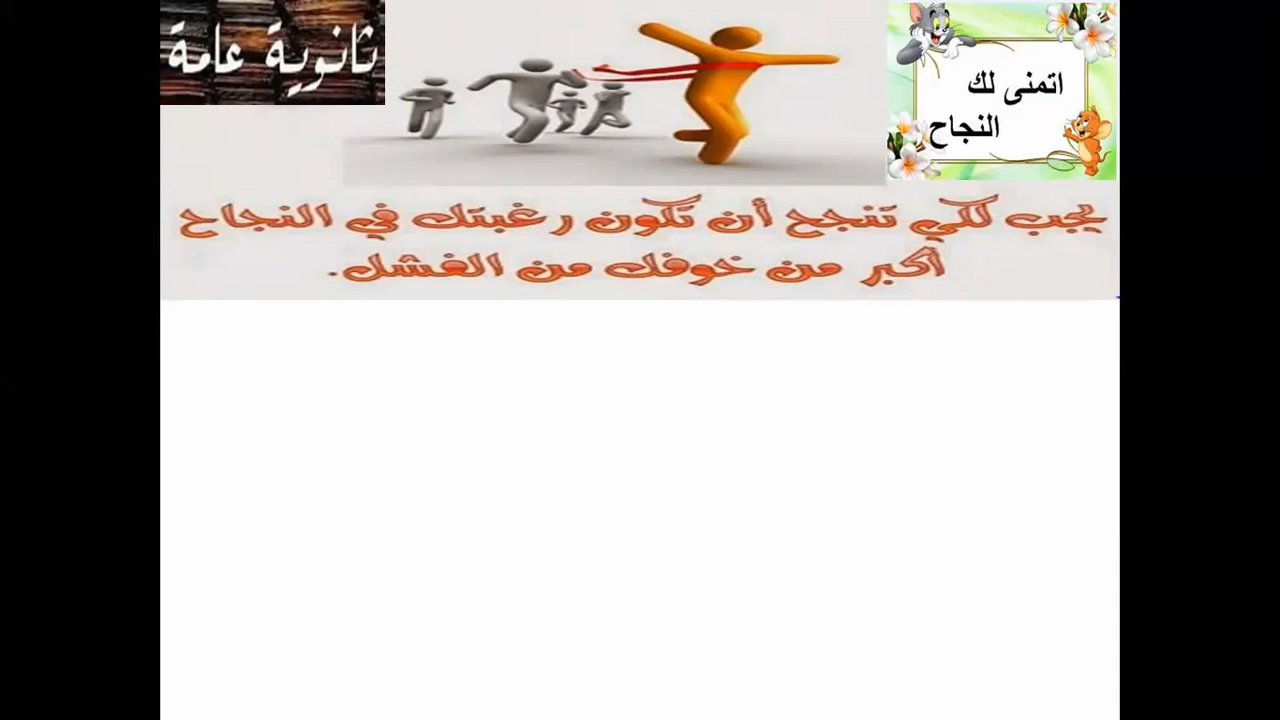 ثانوية عامة
اتمنى لك
النجاح
يجب لكي تنجح أن تكون رغبتك في النجاح
أكبر من خوفك من الفشل.